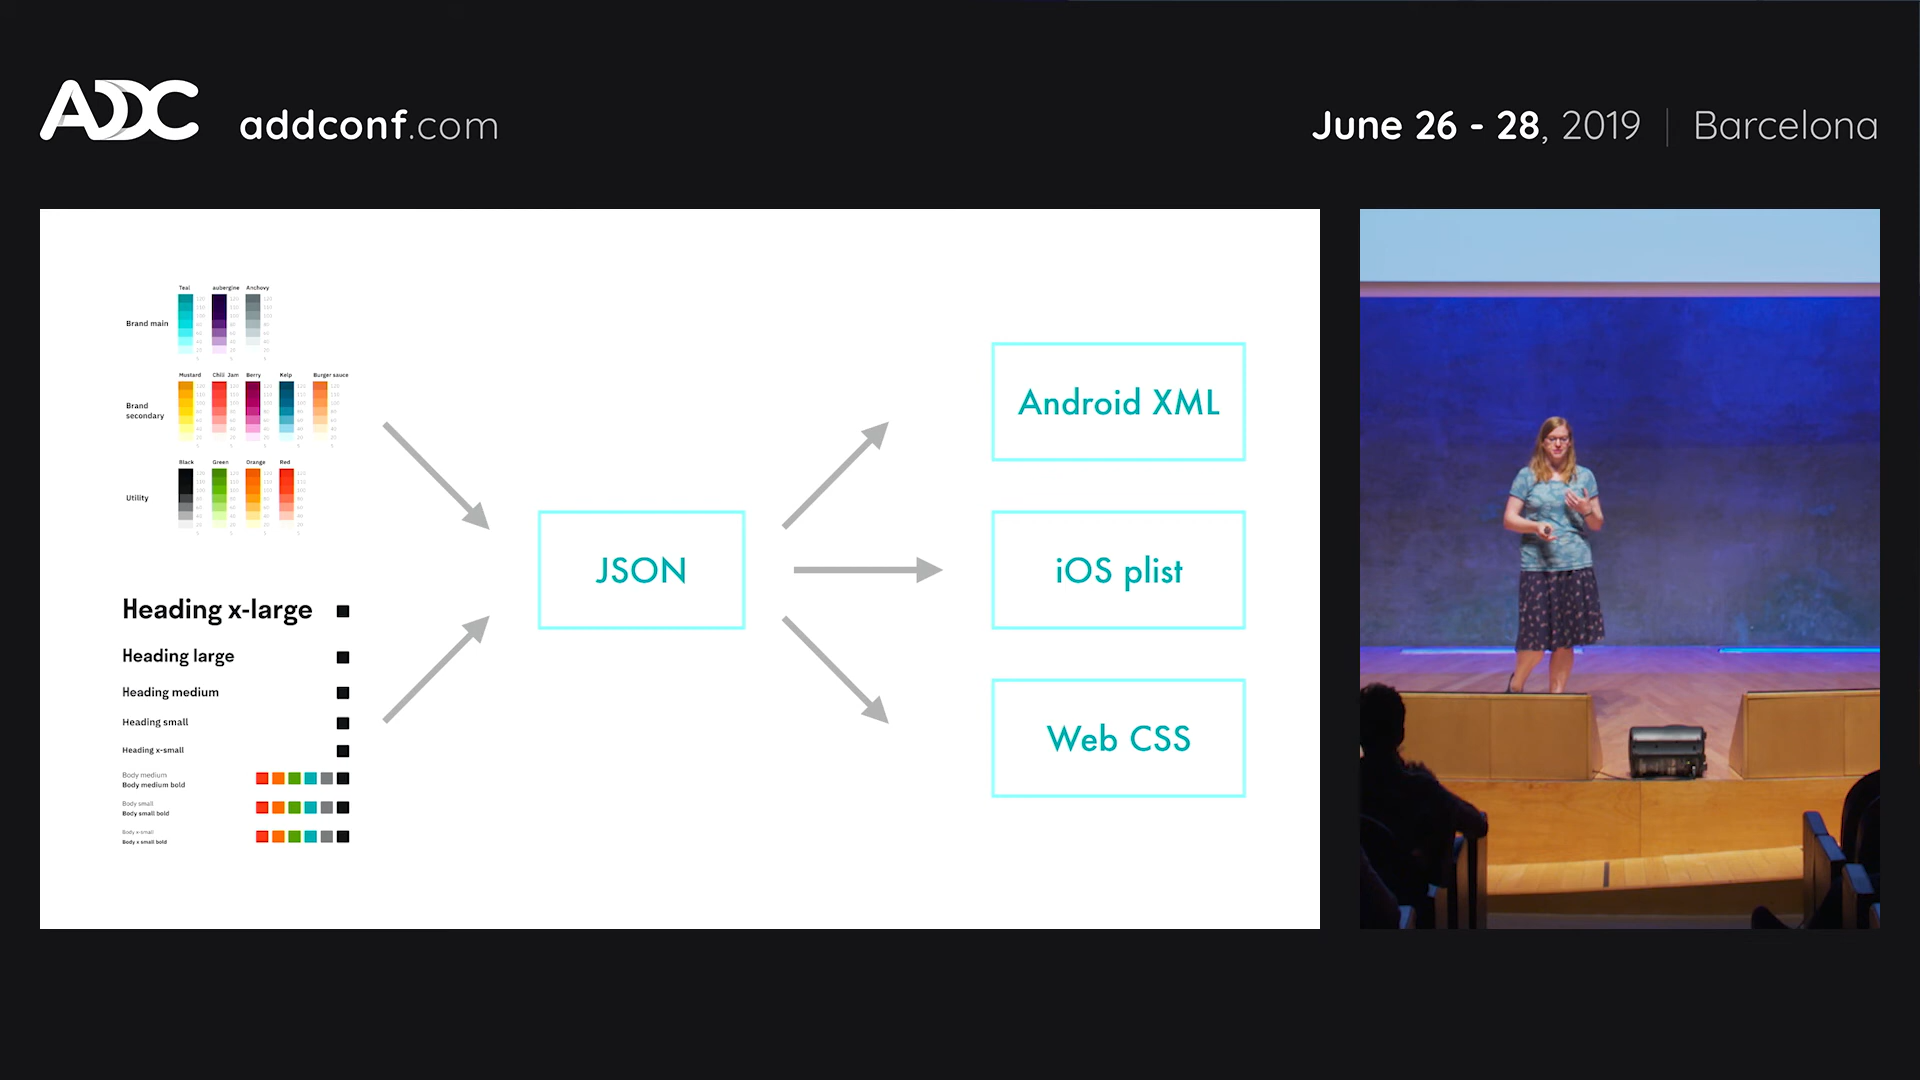 ADDC
addconf.com
June 26 - 28, 2019 | Barcelona
Teal aubergine Anchovy
Brand main
Mustard Chili Jam Berry Kelp Burger sauce
Brand
secondary
Black Green Orange Red
Utility
Heading x-large
Heading large
Heading medium
Heading small
Heading x-small
Body medium
Body medium bold
Body small
Body small bold
Body x-small
Body x small bold
JSON
Android XML
iOS plist
Web CSS